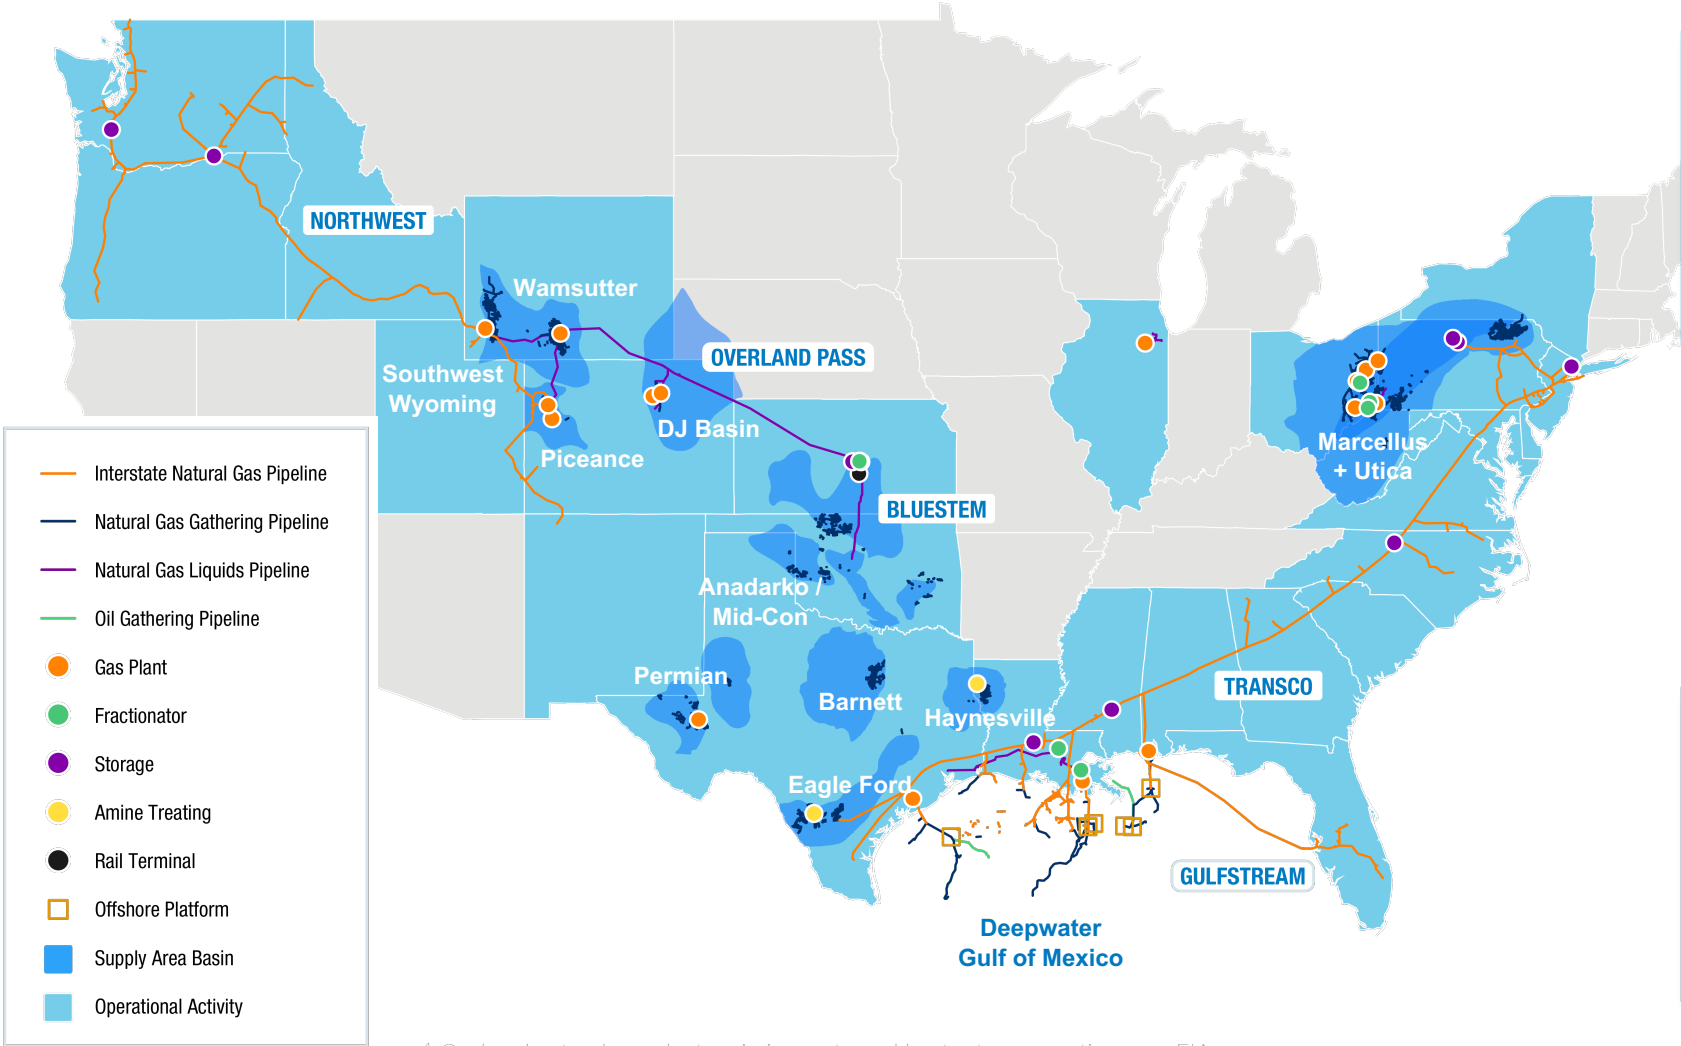 NORTHWEST
Wamsutter
OVERLAND PASS
Southwest
Wyoming
DJ Basin
Piceance
Marcellus
+ Utica
BLUESTEM
Anadarko /
Mid-Con
Permian
Barnett
Haynesville
TRANSCO
Eagle Ford
GULFSTREAM
Deepwater
Gulf of Mexico
Interstate Natural Gas Pipeline
Natural Gas Gathering Pipeline
Natural Gas Liquids Pipeline
Oil Gathering Pipeline
Gas Plant
Fractionator
Storage
Amine Treating
Rail Terminal
Offshore Platform
Supply Area Basin
Operational Activity